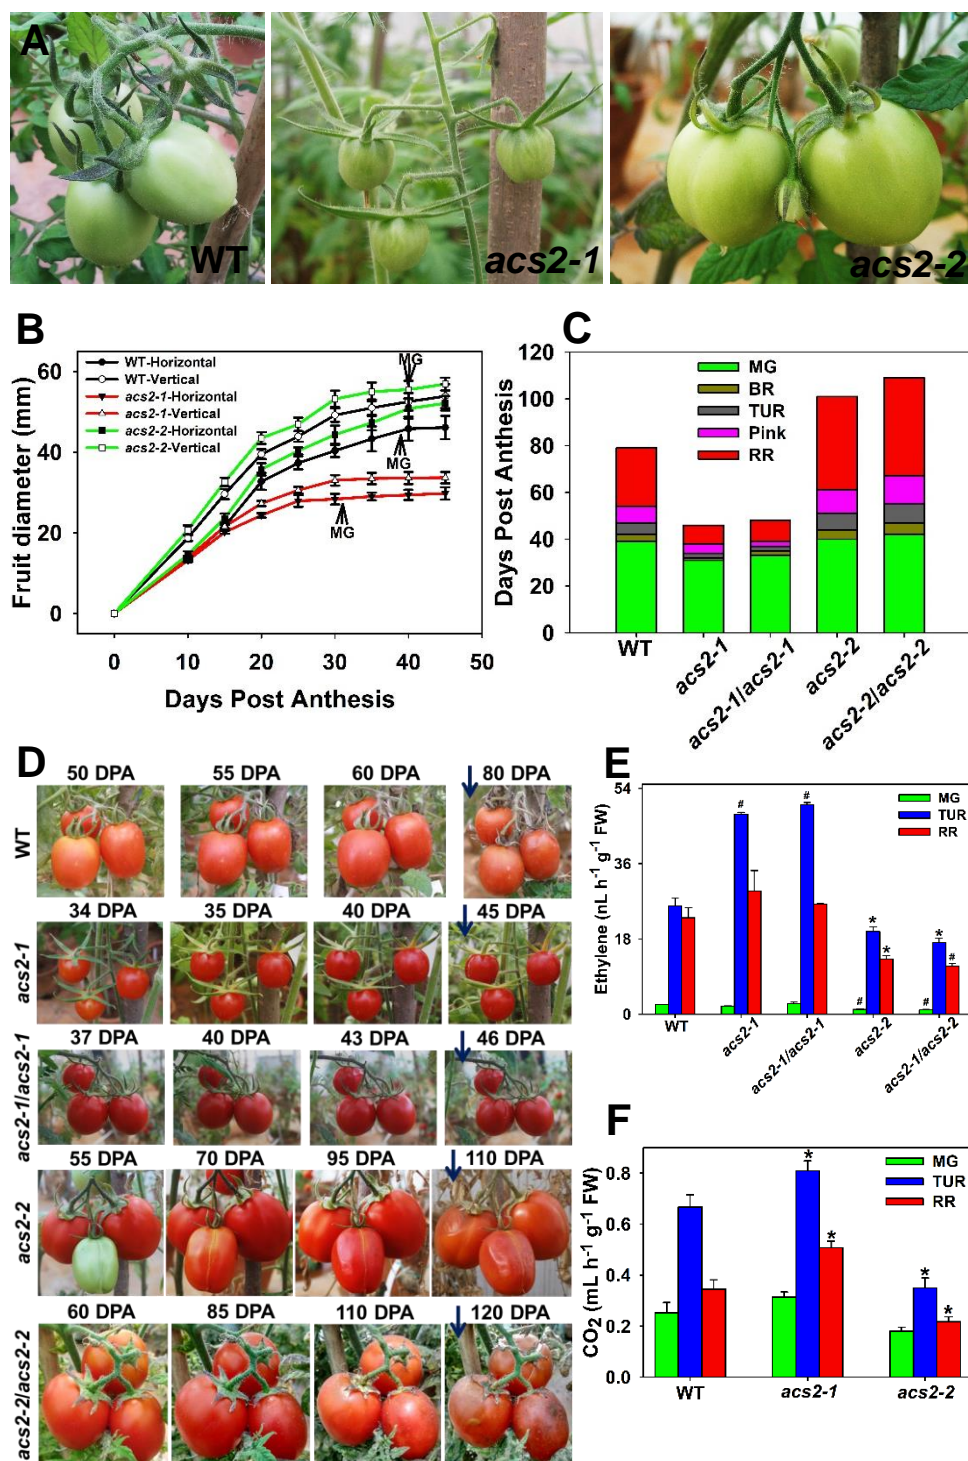 A
WT
acs2-1
acs2-2
B
Fruit diameter (mm)
60
40
20
0
WT-Horizontal
WT-Vertical
acs2-1-Horizontal
acs2-1-Vertical
acs2-2-Horizontal
acs2-2-Vertical
MG
MG
MG
0 10 20 30 40 50
Days Post Anthesis
C
Days Post Anthesis
120
100
80
60
40
20
0
MG
BR
TUR
Pink
RR
WT
acs2-1
acs2-1/acs2-1
acs2-2
acs2-2/acs2-2
D
50 DPA 55 DPA 60 DPA 80 DPA
WT
34 DPA 35 DPA 40 DPA 45 DPA
acs2-1
37 DPA 40 DPA 43 DPA 46 DPA
acs2-1/acs2-1
55 DPA 70 DPA 95 DPA 110 DPA
acs2-2
60 DPA 85 DPA 110 DPA 120 DPA
acs2-2/acs2-2
E
Ethylene (nL h⁻¹ g⁻¹ FW)
54
36
18
0
MG
TUR
RR
# # # * * # * #
WT
acs2-1
acs2-1/acs2-1
acs2-2
acs2-1/acs2-2
F
CO₂ (mL h⁻¹ g⁻¹ FW)
0.8
0.6
0.4
0.2
0.0
MG
TUR
RR
* * * *
WT acs2-1 acs2-2